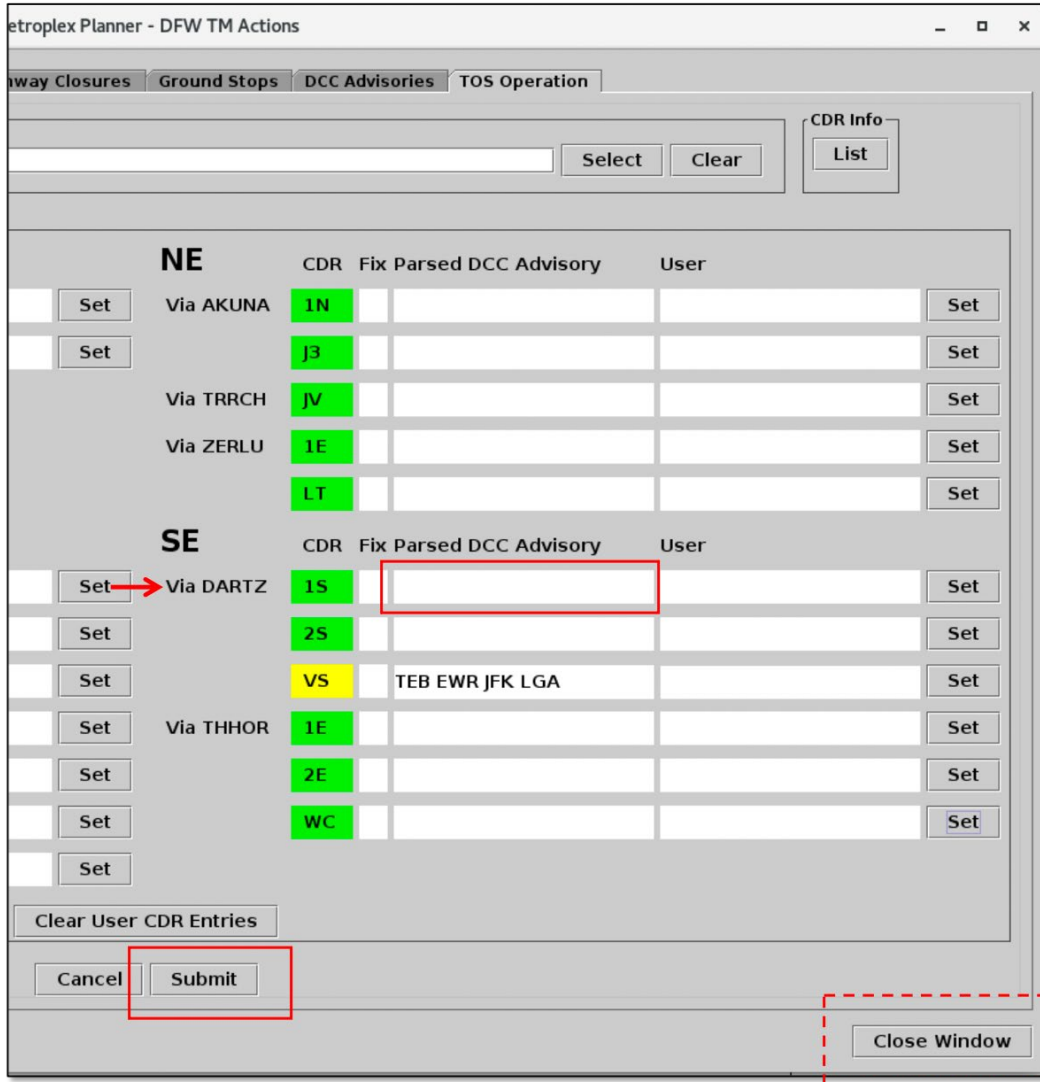 etroplex Planner - DFW TM Actions
way Closures Ground Stops DCC Advisories TOS Operation
CDR Info
Select Clear List
NE CDR Fix Parsed DCC Advisory User
Set Via AKUNA 1N Set
Set J3 Set
Via TRRCH JV Set
Via ZERLU 1E Set
LT Set
SE CDR Fix Parsed DCC Advisory User
Set Via DARTZ 1S Set
Set 2S Set
Set VS TEB EWR JFK LGA Set
Set Via THHOR 1E Set
Set 2E Set
Set WC Set
Set
Clear User CDR Entries
Cancel Submit
Close Window